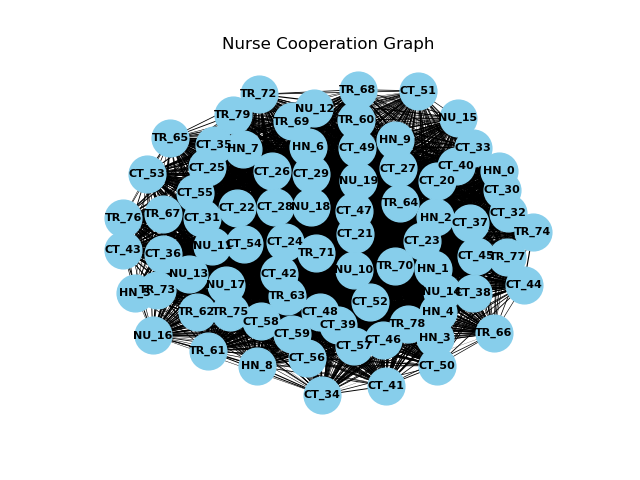 Nurse Cooperation Graph
TR_72
TR_68
CT_51
NU_12
TR_79
NU_15
TR_69
TR_60
TR_65
CT_35
HN_7
HN_6
CT_49
HN_9
CT_33
CT_53
CT_25
CT_26
CT_29
CT_27
CT_40
HN_0
CT_20
NU_19
CT_55
CT_30
TR_76
TR_67
CT_31
CT_22
CT_28
NU_18
CT_47
TR_64
HN_2
CT_37
CT_32
TR_74
CT_43
CT_36
NU_11
CT_54
CT_24
TR_71
CT_21
CT_23
CT_45
TR_77
NU_13
CT_42
NU_10
TR_70
HN_1
HN_5
TR_73
NU_17
TR_63
CT_52
NU_14
CT_38
CT_44
TR_62
TR_75
CT_58
CT_48
CT_39
TR_78
HN_4
NU_16
CT_59
CT_57
CT_46
HN_3
TR_66
TR_61
HN_8
CT_56
CT_50
CT_34
CT_41